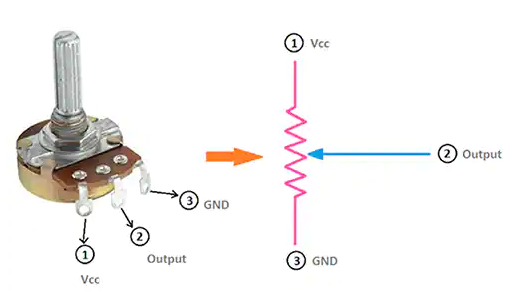 1 Vcc
2 Output
3 GND
1
Vcc
2
Output
3 GND